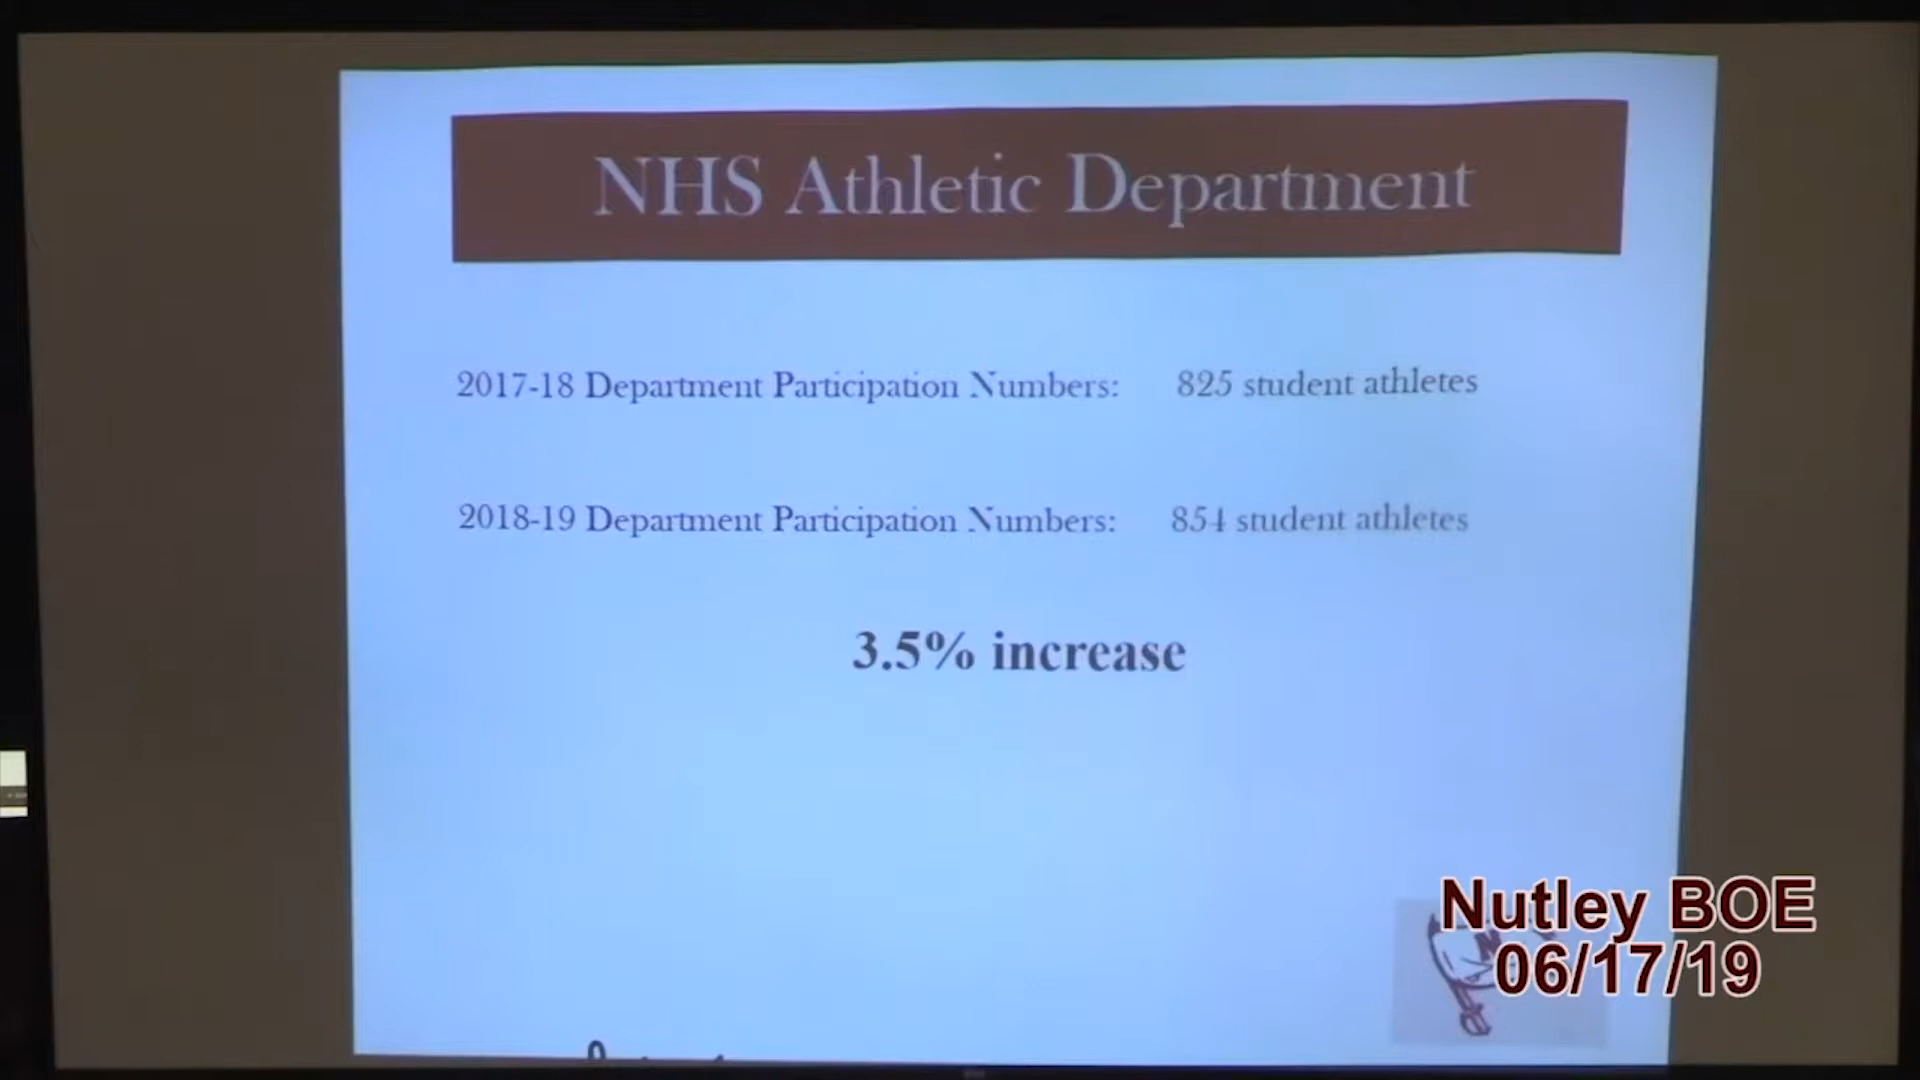 NHS Athletic Department
2017-18 Department Participation Numbers: 825 student athletes
2018-19 Department Participation Numbers: 854 student athletes
3.5% increase
Nutley BOE
06/17/19